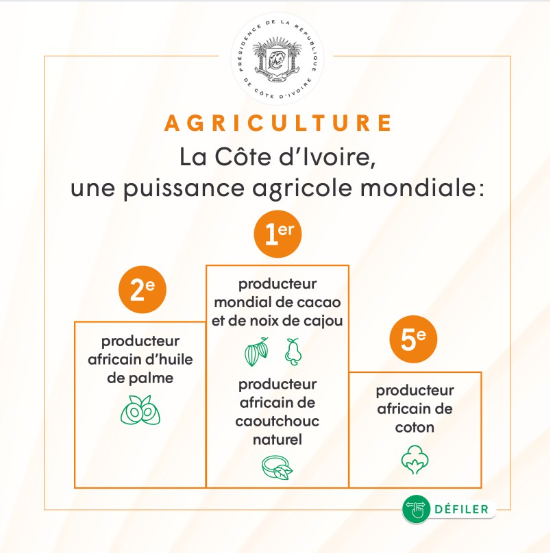 PRÉSIDENCE DE LA RÉPUBLIQUE
DE CÔTE D'IVOIRE
AGRICULTURE
La Côte d'Ivoire,
une puissance agricole mondiale:
1er
producteur
mondial de cacao
et de noix de cajou
producteur
africain de
caoutchouc
naturel
2e
producteur
africain d'huile
de palme
5e
producteur
africain de
coton
DÉFILER